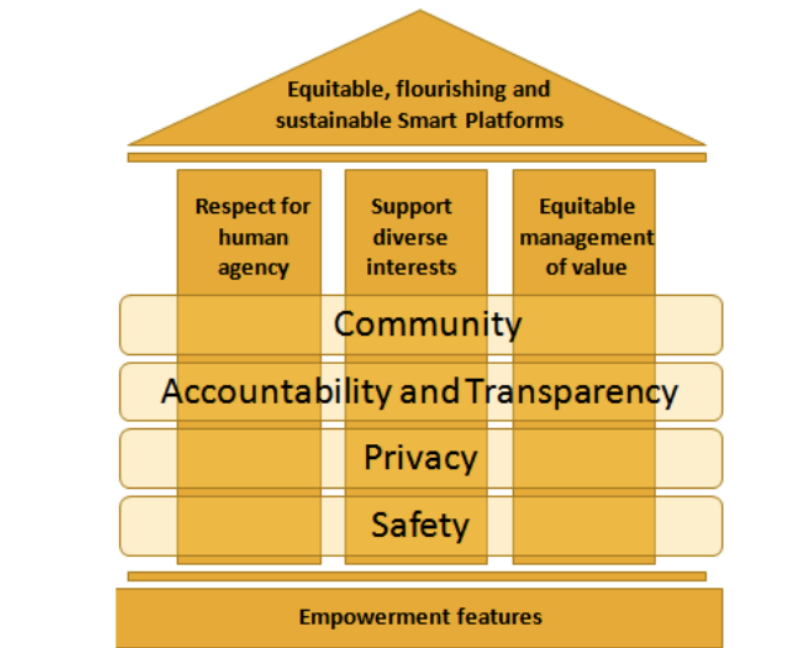 Equitable, flourishing and
sustainable Smart Platforms
Respect for
human
agency
Support
diverse
interests
Equitable
management
of value
Community
Accountability and Transparency
Privacy
Safety
Empowerment features